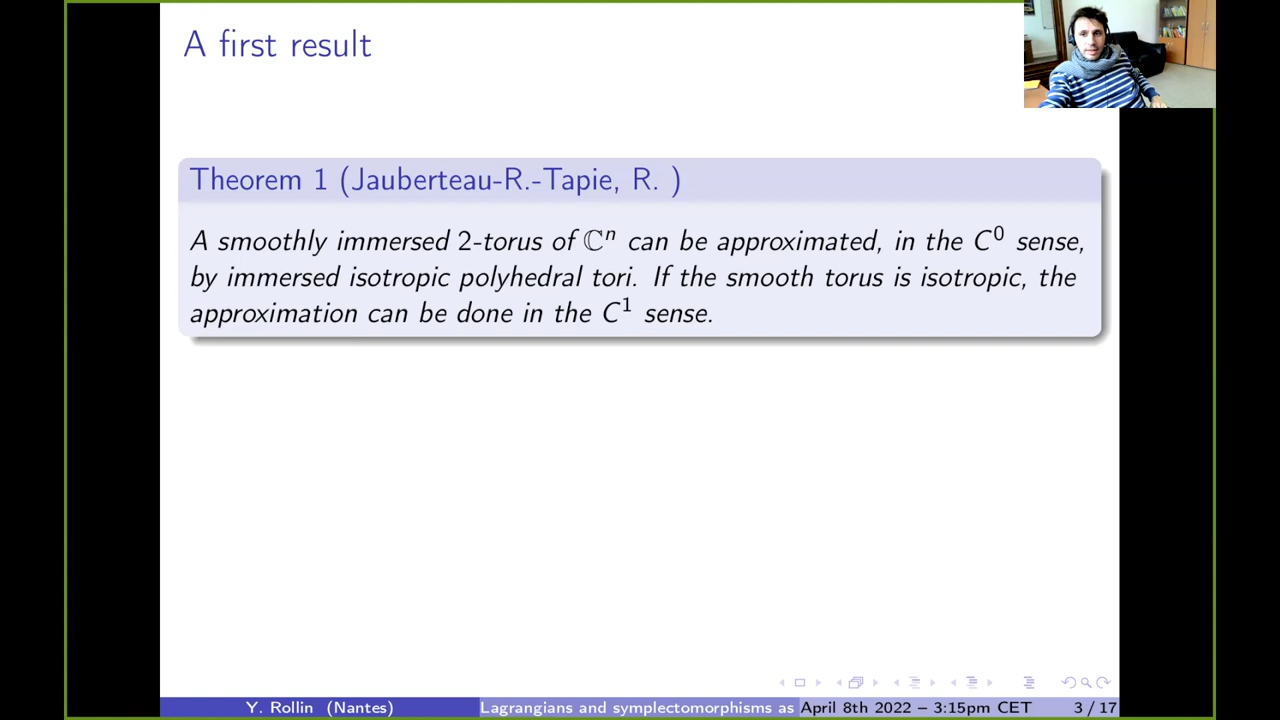 A first result
Theorem 1 (Jauberteau-R.-Tapie, R. )
A smoothly immersed 2-torus of ℂⁿ can be approximated, in the C⁰ sense,
by immersed isotropic polyhedral tori. If the smooth torus is isotropic, the
approximation can be done in the C¹ sense.
Y. Rollin (Nantes) Lagrangians and symplectomorphisms as April 8th 2022 – 3:15pm CET 3 / 17